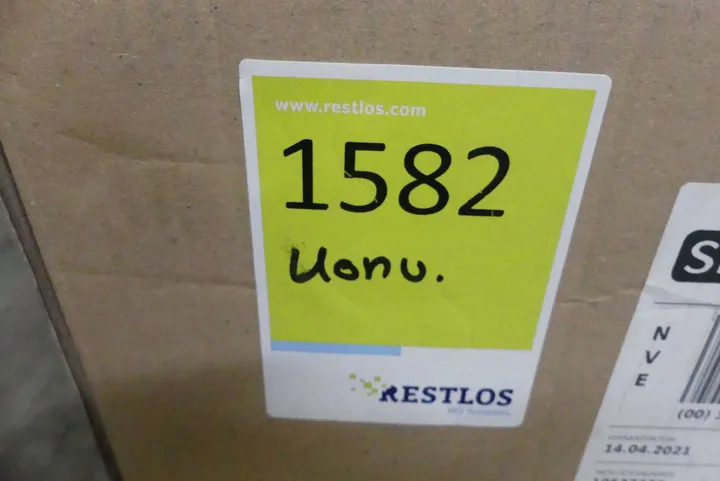 www.restlos.com
1582
uonu.
RESTLOS
N
V
E
(00)
14.04.2021